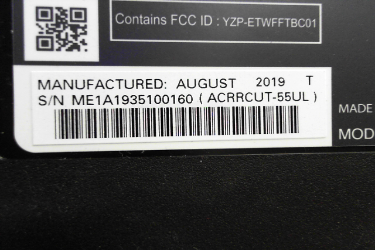 Contains FCC ID : YZP-ETWFFTBC01
MANUFACTURED: AUGUST 2019 T
S/N ME1A1935100160 ( ACRRCUT-55UL )
MADE
MOD